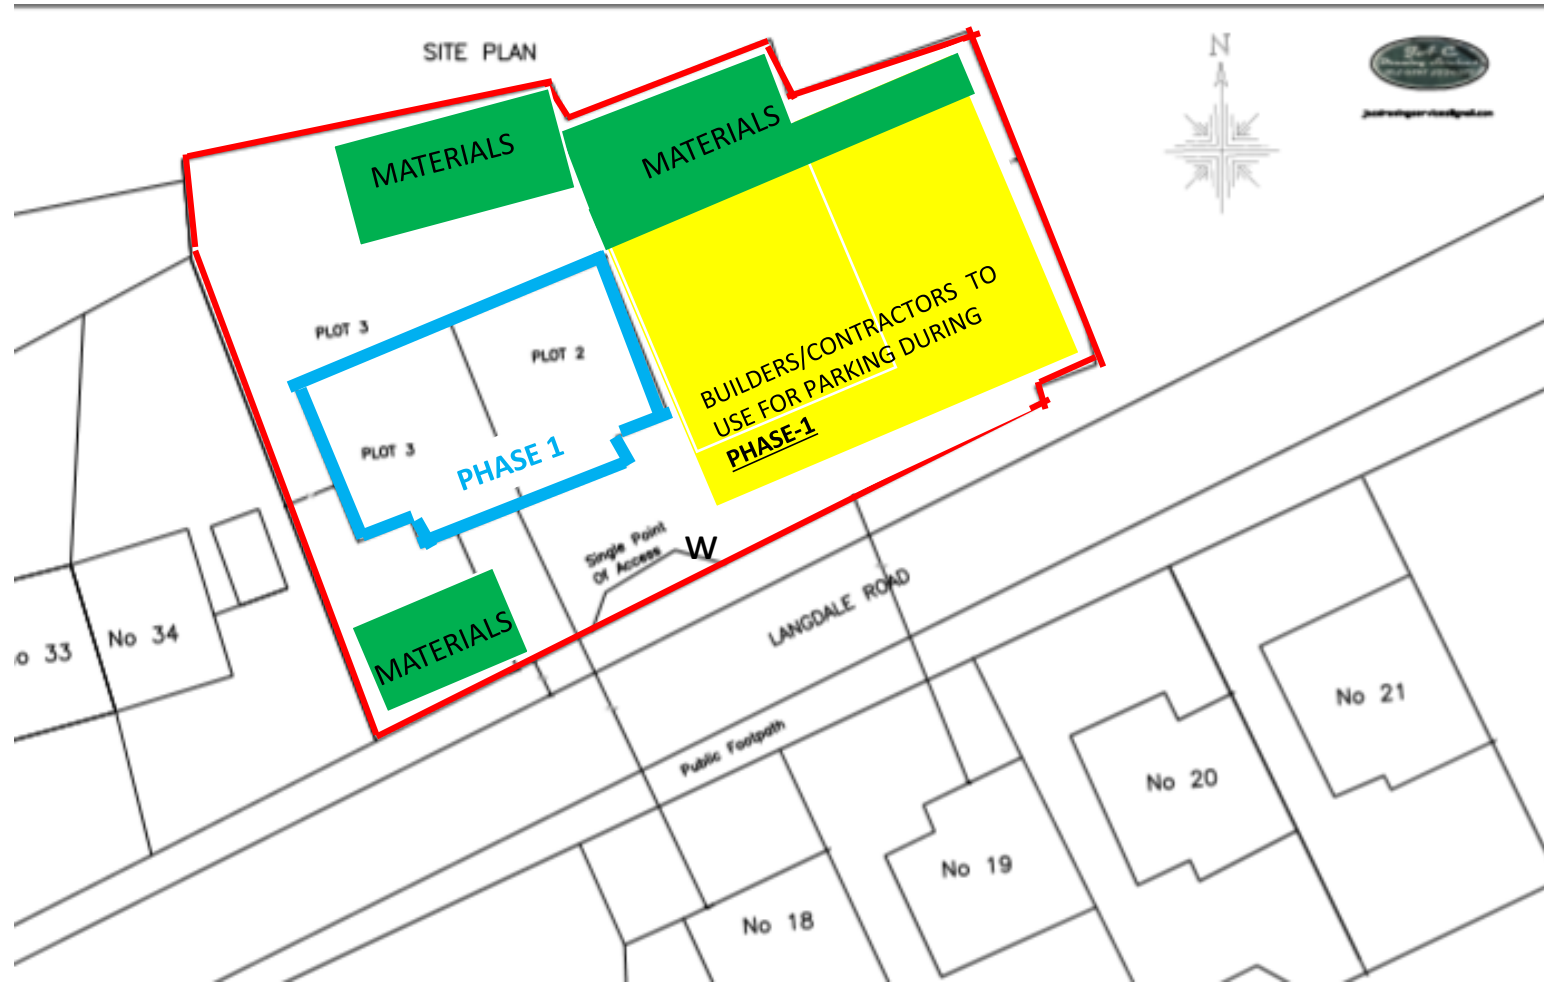 SITE PLAN
N
MATERIALS
MATERIALS
PLOT 3
PLOT 2
PLOT 3
PHASE 1
BUILDERS/CONTRACTORS TO
USE FOR PARKING DURING
PHASE-1
Single Point
Of Access
W
MATERIALS
LANGDALE ROAD
Public Footpath
33
No 34
No 18
No 19
No 20
No 21